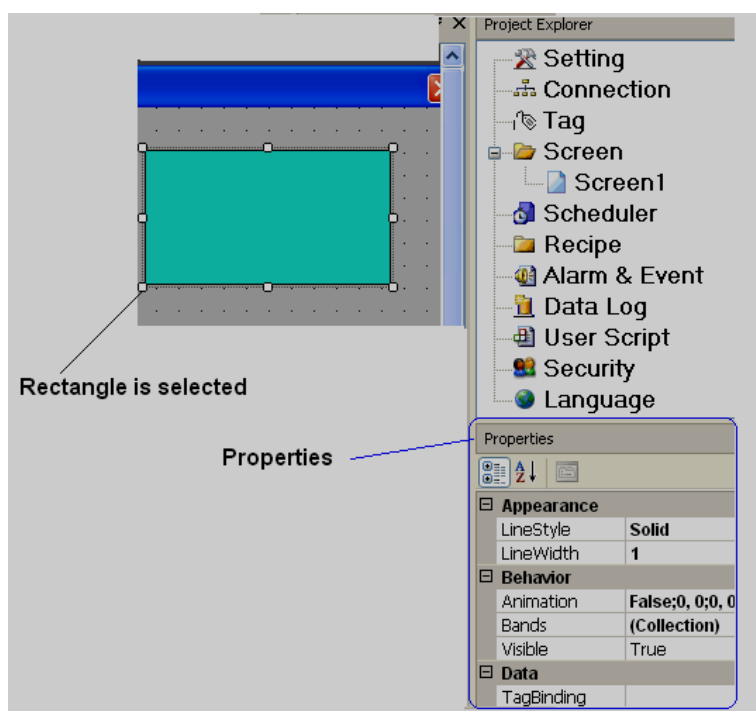 Project Explorer
Setting
Connection
Tag
Screen
Screen1
Scheduler
Recipe
Alarm & Event
Data Log
User Script
Security
Language
Rectangle is selected
Properties
Properties
Appearance
LineStyle Solid
LineWidth 1
Behavior
Animation False;0, 0;0, 0
Bands (Collection)
Visible True
Data
TagBinding